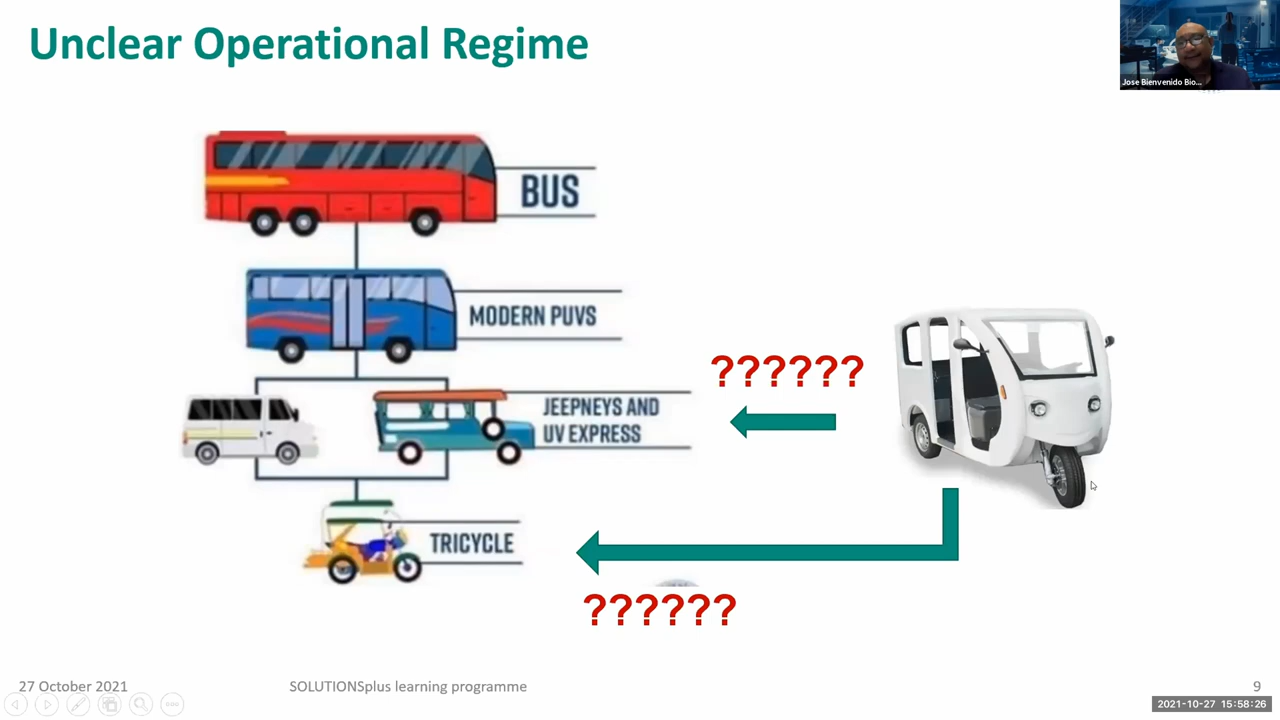 Unclear Operational Regime
Jose Bienvenido Bio...
BUS
MODERN PUVS
??????
JEEPNEYS AND
UV EXPRESS
TRICYCLE
??????
27 October 2021
SOLUTIONSplus learning programme
9
2021-10-27 15:58:26